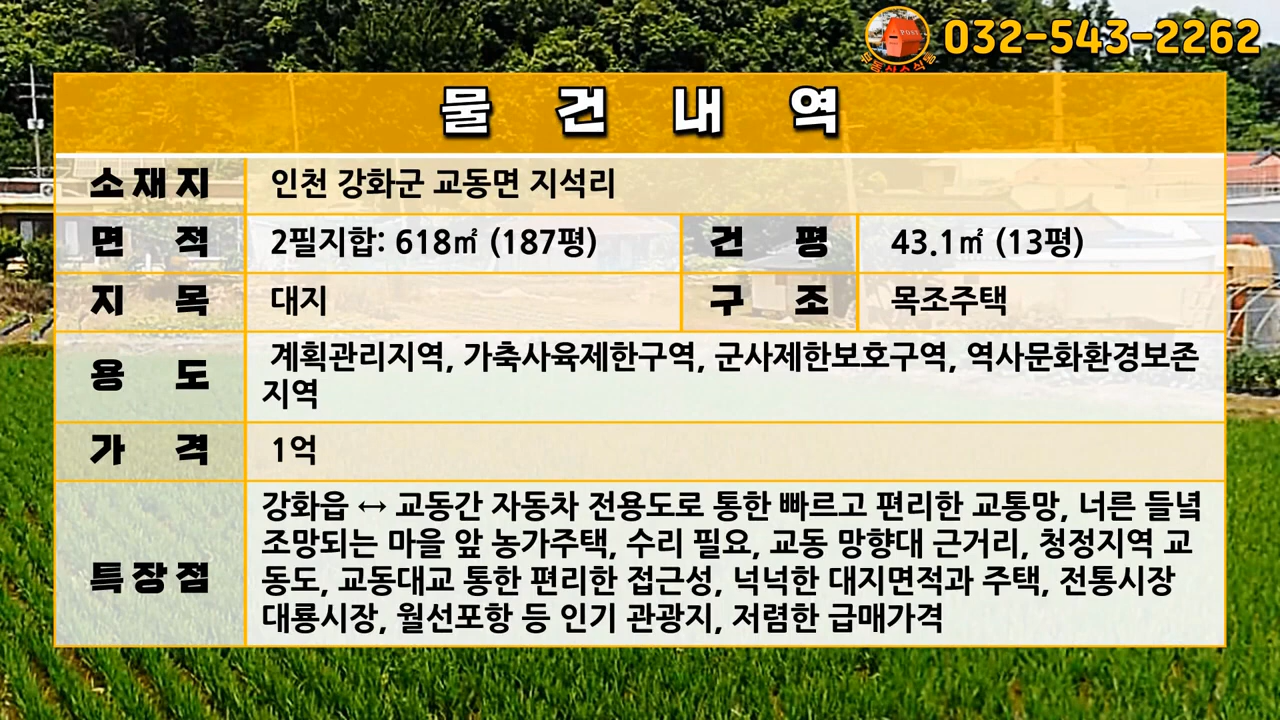 POST
032-543-2262
물 건 내 역
소재지 인천 강화군 교동면 지석리
면 적 2필지합: 618㎡ (187평) 건 평 43.1㎡ (13평)
지 목 대지 구 조 목조주택
용 도 계획관리지역, 가축사육제한구역, 군사제한보호구역, 역사문화환경보존
지역
가 격 1억
특장점 강화읍 ↔ 교동간 자동차 전용도로 통한 빠르고 편리한 교통망, 너른 들녘
조망되는 마을 앞 농가주택, 수리 필요, 교동 망향대 근거리, 청정지역 교
동도, 교동대교 통한 편리한 접근성, 넉넉한 대지면적과 주택, 전통시장
대룡시장, 월선포항 등 인기 관광지, 저렴한 급매가격